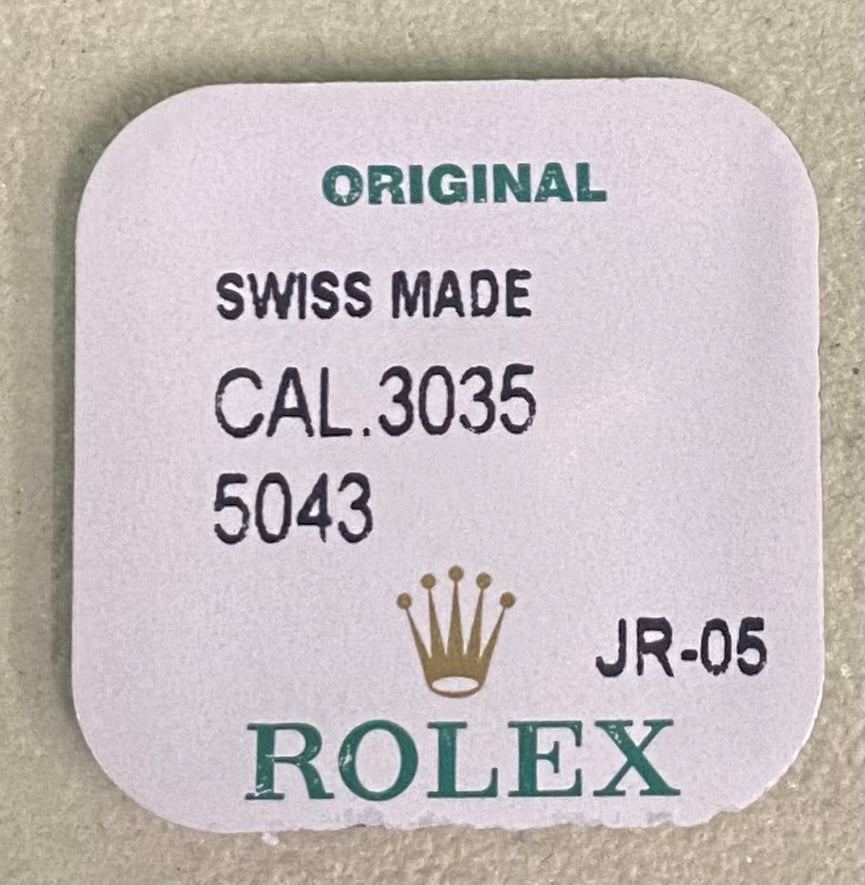 ORIGINAL
SWISS MADE
CAL.3035
5043
JR-05
ROLEX